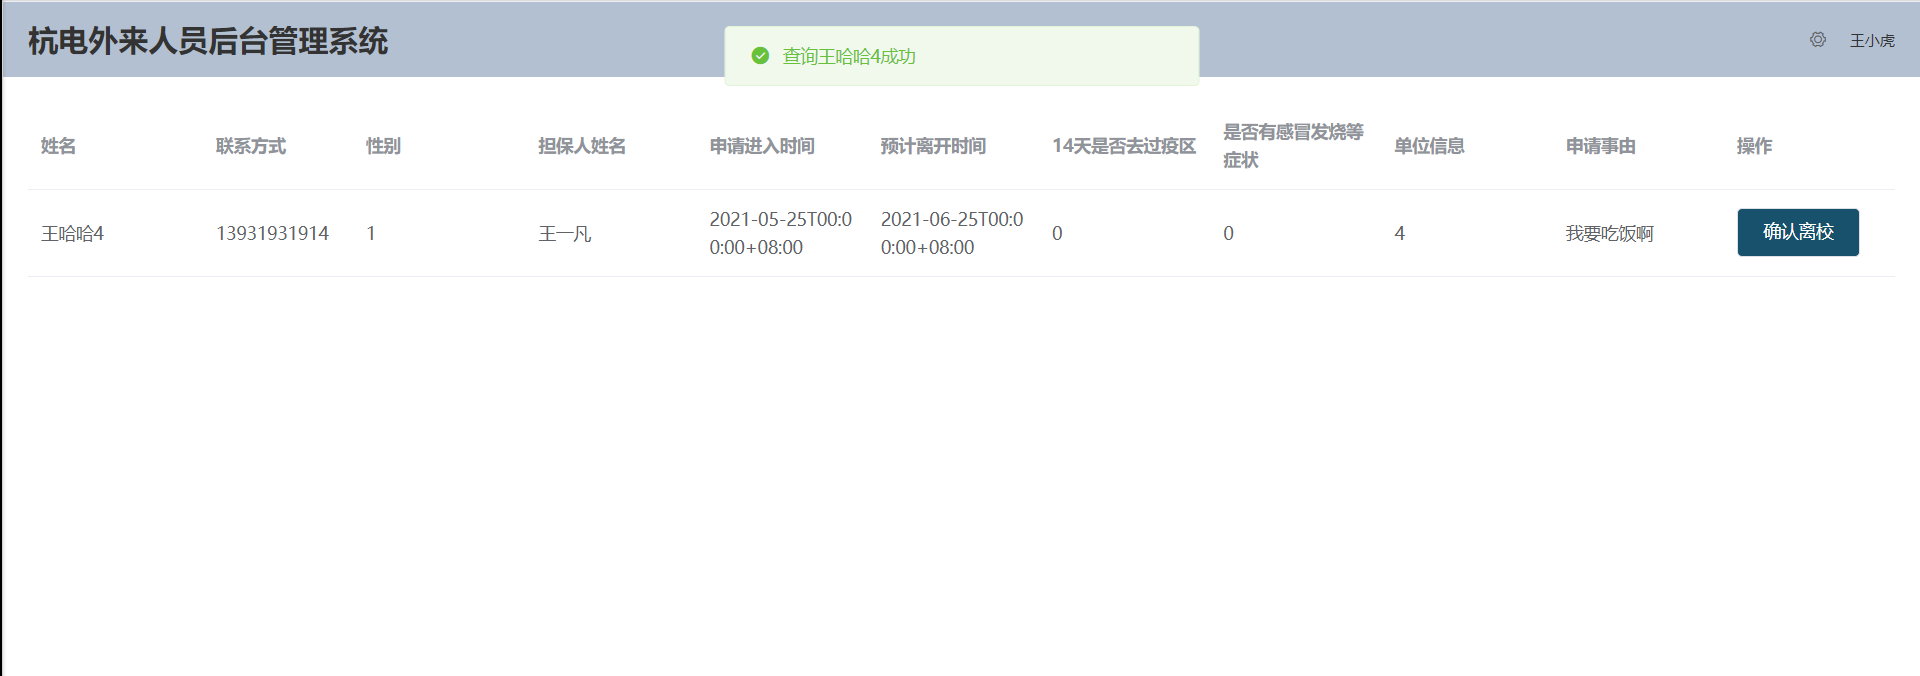 杭电外来人员后台管理系统
查询王哈哈4成功
王小虎
姓名
联系方式
性别
担保人姓名
申请进入时间
预计离开时间
14天是否去过疫区
是否有感冒发烧等
症状
单位信息
申请事由
操作
王哈哈4
13931931914
1
王一凡
2021-05-25T00:0
0:00+08:00
2021-06-25T00:0
0:00+08:00
0
0
4
我要吃饭啊
确认离校